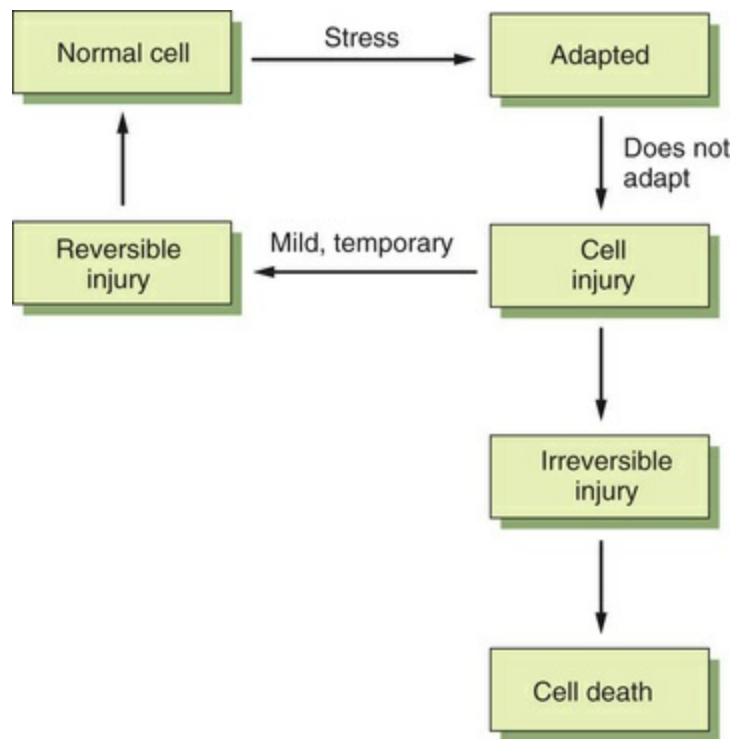 Normal cell
Stress
Adapted
Does not
adapt
Reversible
injury
Mild, temporary
Cell
injury
Irreversible
injury
Cell death